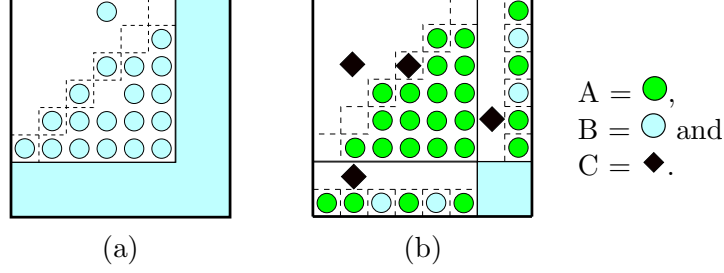 A = ,
B = and
C = .
(a) (b)